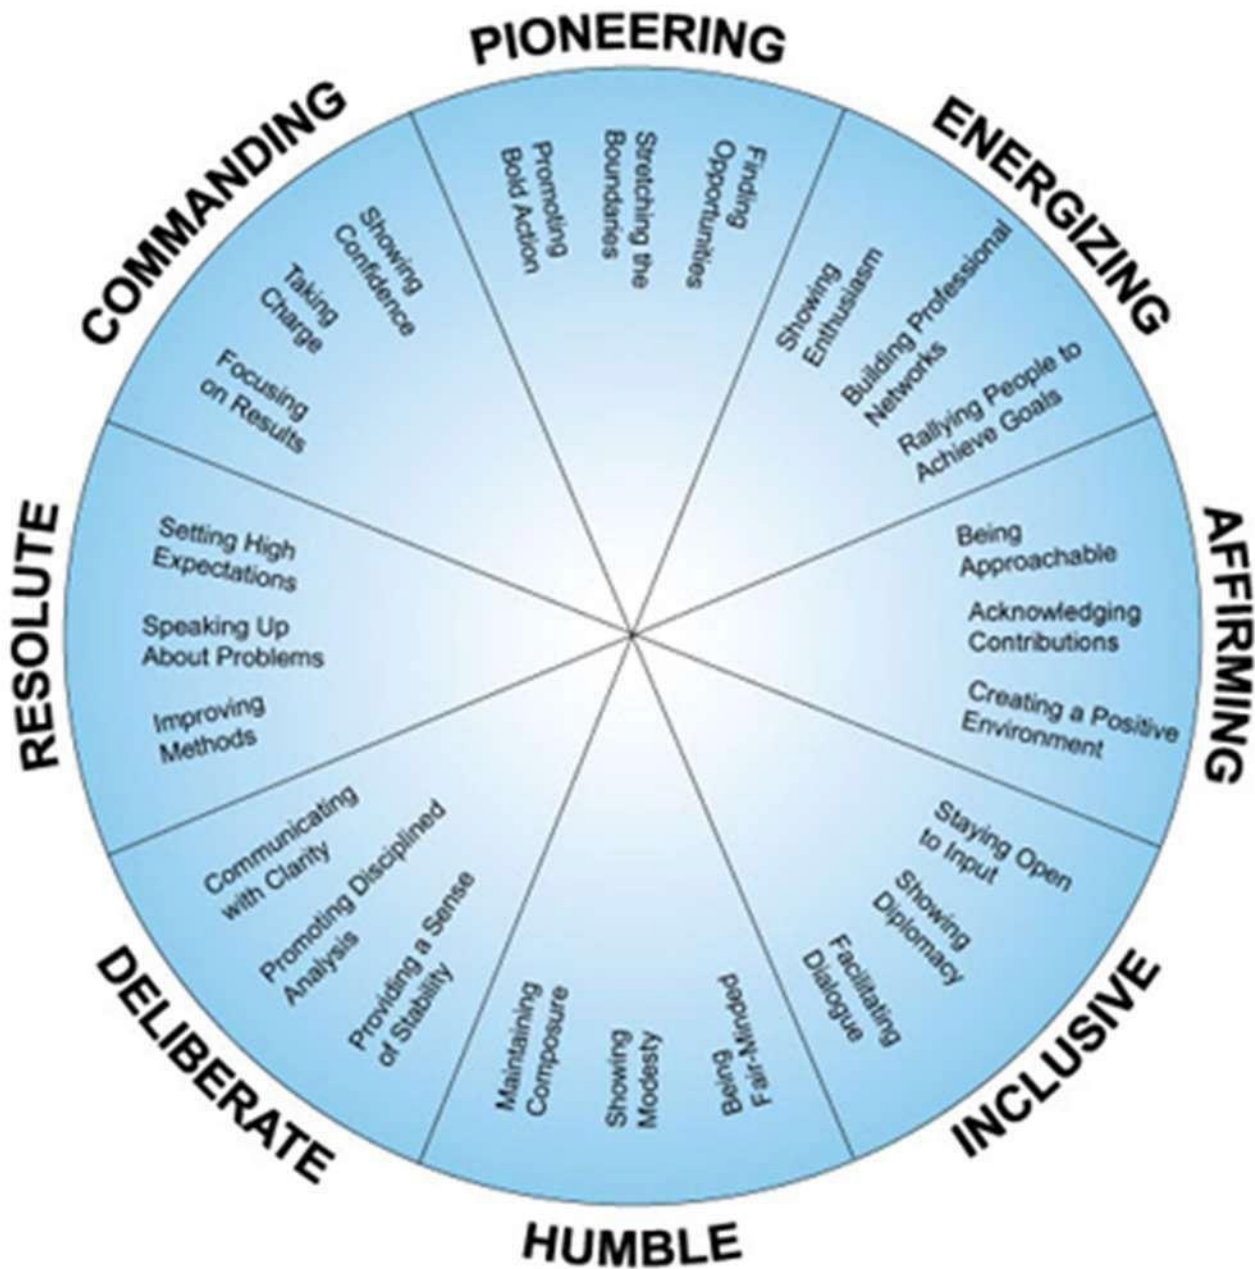 PIONEERING
Promoting
Bold Action
Stretching the
Boundaries
Finding
Opportunities
ENERGIZING
Showing
Enthusiasm
Building Professional
Networks
Rallying People to
Achieve Goals
AFFIRMING
Being
Approachable
Acknowledging
Contributions
Creating a Positive
Environment
INCLUSIVE
Staying Open
to Input
Showing
Diplomacy
Facilitating
Dialogue
HUMBLE
Maintaining
Composure
Showing
Modesty
Being
Fair-Minded
DELIBERATE
Communicating
with Clarity
Promoting Disciplined
Analysis
Providing a Sense
of Stability
RESOLUTE
Setting High
Expectations
Speaking Up
About Problems
Improving
Methods
COMMANDING
Showing
Confidence
Taking
Charge
Focusing
on Results